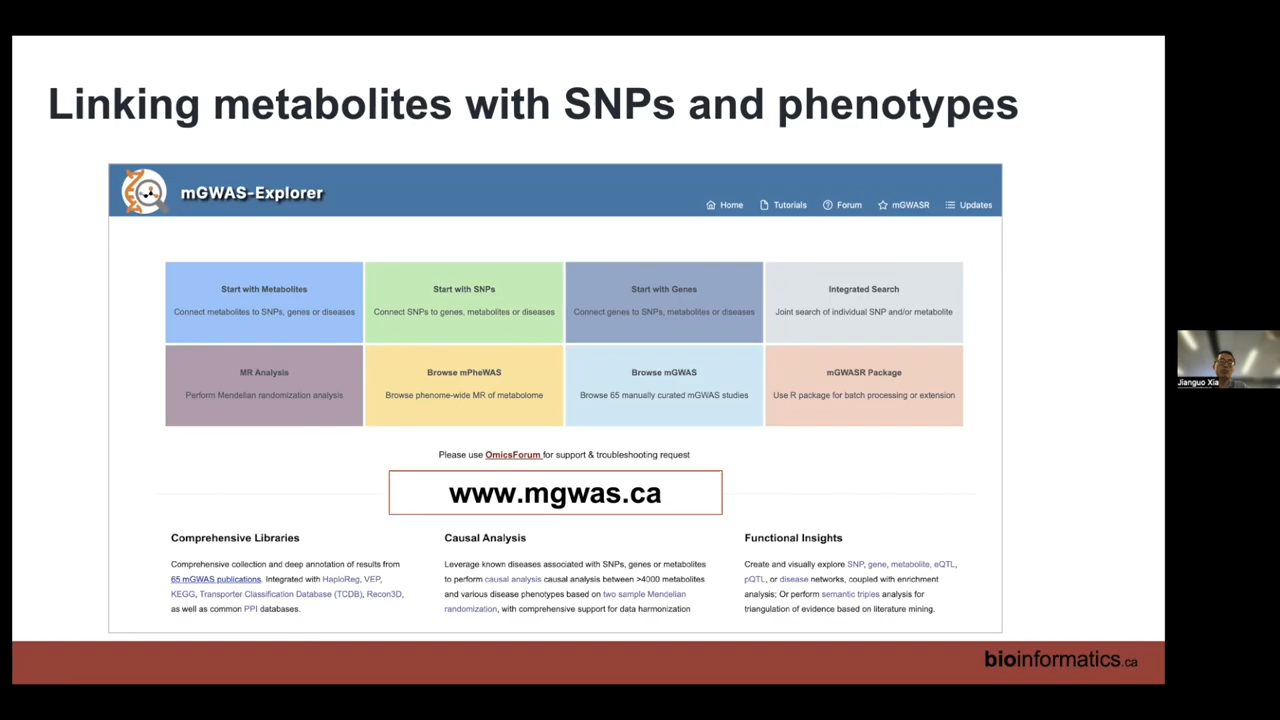 Linking metabolites with SNPs and phenotypes
mGWAS-Explorer
Home Tutorials Forum mGWASR Updates
Start with Metabolites
Connect metabolites to SNPs, genes or diseases
Start with SNPs
Connect SNPs to genes, metabolites or diseases
Start with Genes
Connect genes to SNPs, metabolites or diseases
Integrated Search
Joint search of individual SNP and/or metabolite
MR Analysis
Perform Mendelian randomization analysis
Browse mPheWAS
Browse phenome-wide MR of metabolome
Browse mGWAS
Browse 65 manually curated mGWAS studies
mGWASR Package
Use R package for batch processing or extension
Please use OmicsForum for support & troubleshooting request
www.mgwas.ca
Comprehensive Libraries
Comprehensive collection and deep annotation of results from
65 mGWAS publications. Integrated with HaploReg, VEP,
KEGG, Transporter Classification Database (TCDB), Recon3D,
as well as common PPI databases.
Causal Analysis
Leverage known diseases associated with SNPs, genes or metabolites
to perform causal analysis causal analysis between >4000 metabolites
and various disease phenotypes based on two sample Mendelian
randomization, with comprehensive support for data harmonization
Functional Insights
Create and visually explore SNP, gene, metabolite, eQTL,
pQTL, or disease networks, coupled with enrichment
analysis; Or perform semantic triples analysis for
triangulation of evidence based on literature mining.
bioinformatics.ca
Jianguo Xia